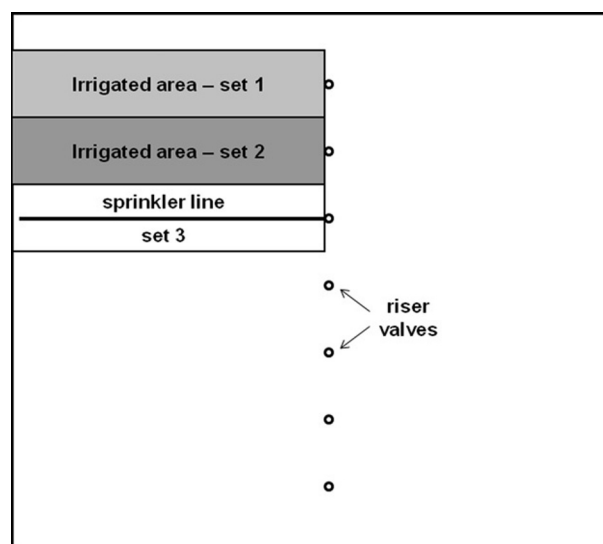 Irrigated area – set 1
Irrigated area – set 2
sprinkler line
set 3
riser
valves